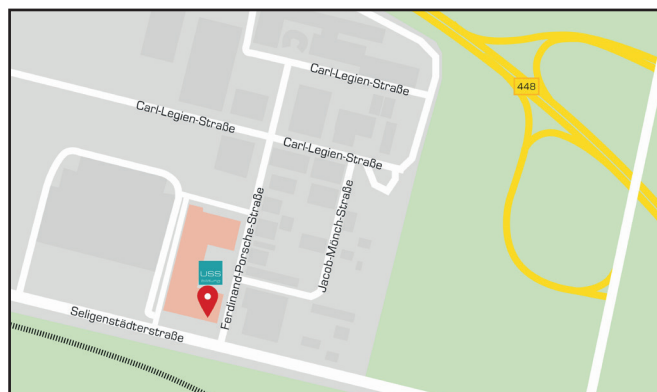 Carl-Legien-Straße
448
Carl-Legien-Straße
Carl-Legien-Straße
Ferdinand-Porsche-Straße
Jacob-Mönch-Straße
USS
Seligenstädterstraße